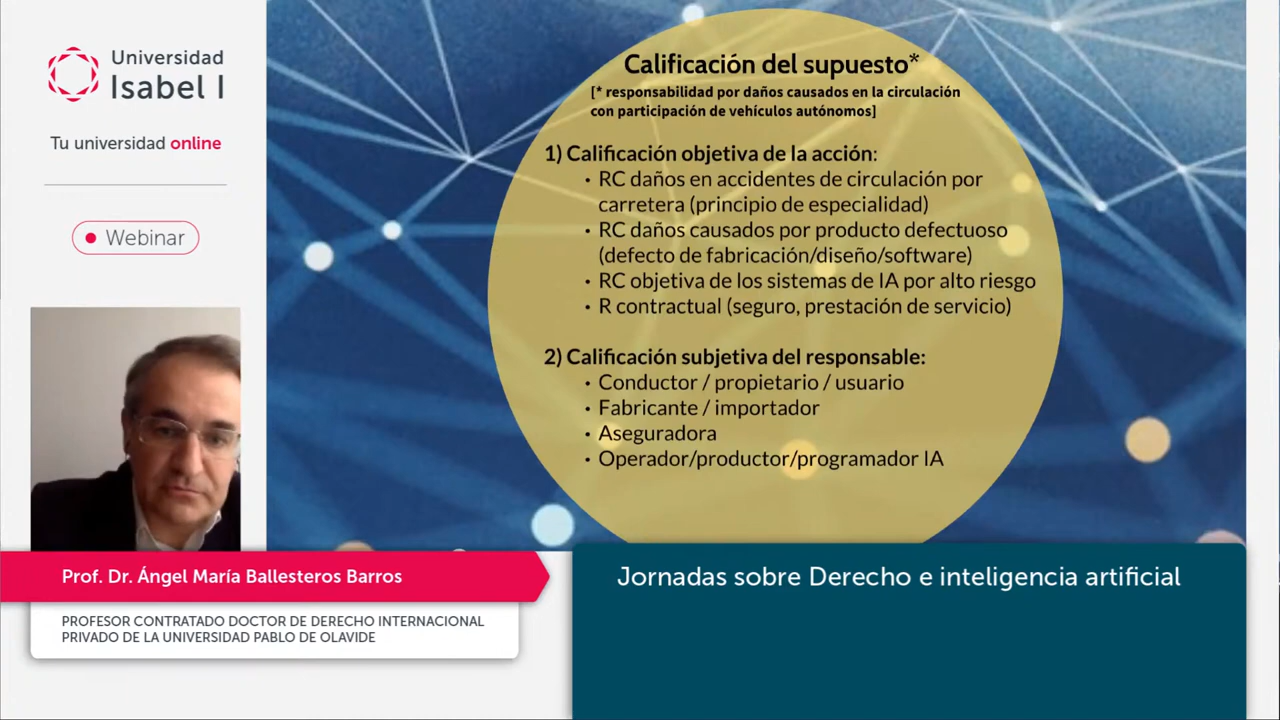 Universidad
Isabel I
Tu universidad online
Webinar
Calificación del supuesto*
[* responsabilidad por daños causados en la circulación
con participación de vehículos autónomos]
1) Calificación objetiva de la acción:
• RC daños en accidentes de circulación por
carretera (principio de especialidad)
• RC daños causados por producto defectuoso
(defecto de fabricación/diseño/software)
• RC objetiva de los sistemas de IA por alto riesgo
• R contractual (seguro, prestación de servicio)
2) Calificación subjetiva del responsable:
• Conductor / propietario / usuario
• Fabricante / importador
• Aseguradora
• Operador/productor/programador IA
Prof. Dr. Ángel María Ballesteros Barros
PROFESOR CONTRATADO DOCTOR DE DERECHO INTERNACIONAL
PRIVADO DE LA UNIVERSIDAD PABLO DE OLAVIDE
Jornadas sobre Derecho e inteligencia artificial